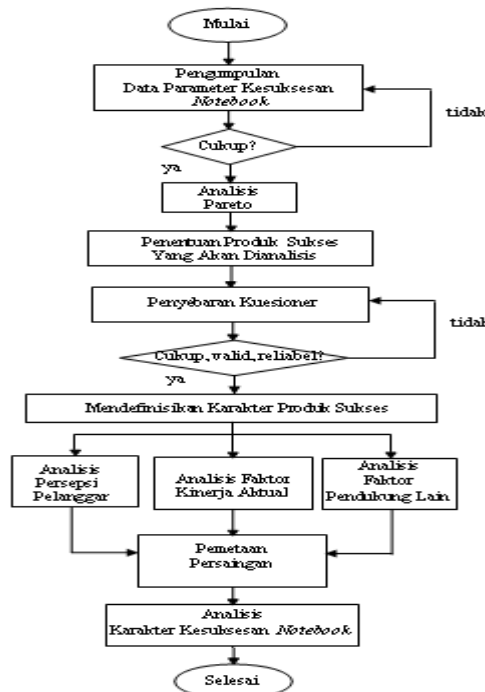 Mulai
Pengumpulan
Data Parameter Kesuksesan
Notebook
tidak
Cukup?
ya
Analisis
Pareto
Penentuan Produk Sukses
Yang Akan Dianalisis
Penyebaran Kuesioner
tidak
Cukup,valid,reliabel?
ya
Mendefinisikan Karakter Produk Sukses
Analisis
Persepsi
Pelanggar
Analisis Faktor
Kinerja Aktual
Analisis
Faktor
Pendukung Lain
Pemetaan
Persaingan
Analisis
Karakter Kesuksesan Notebook
Selesai